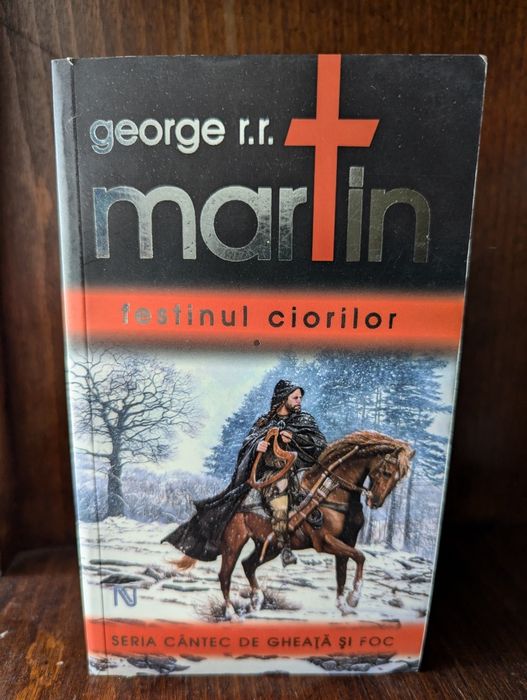 george r.r.
martin
festinul ciorilor
N
SERIA CÂNTEC DE GHEAȚĂ ȘI FOC